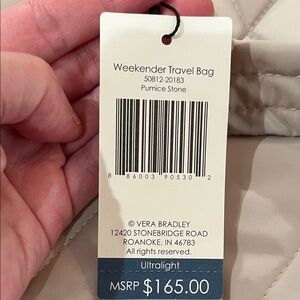 Weekender Travel Bag
50812-20183
Pumice Stone
8 86003 90530 2
© VERA BRADLEY
12420 STONEBRIDGE ROAD
ROANOKE, IN 46783
All rights reserved.
Ultralight
MSRP $165.00